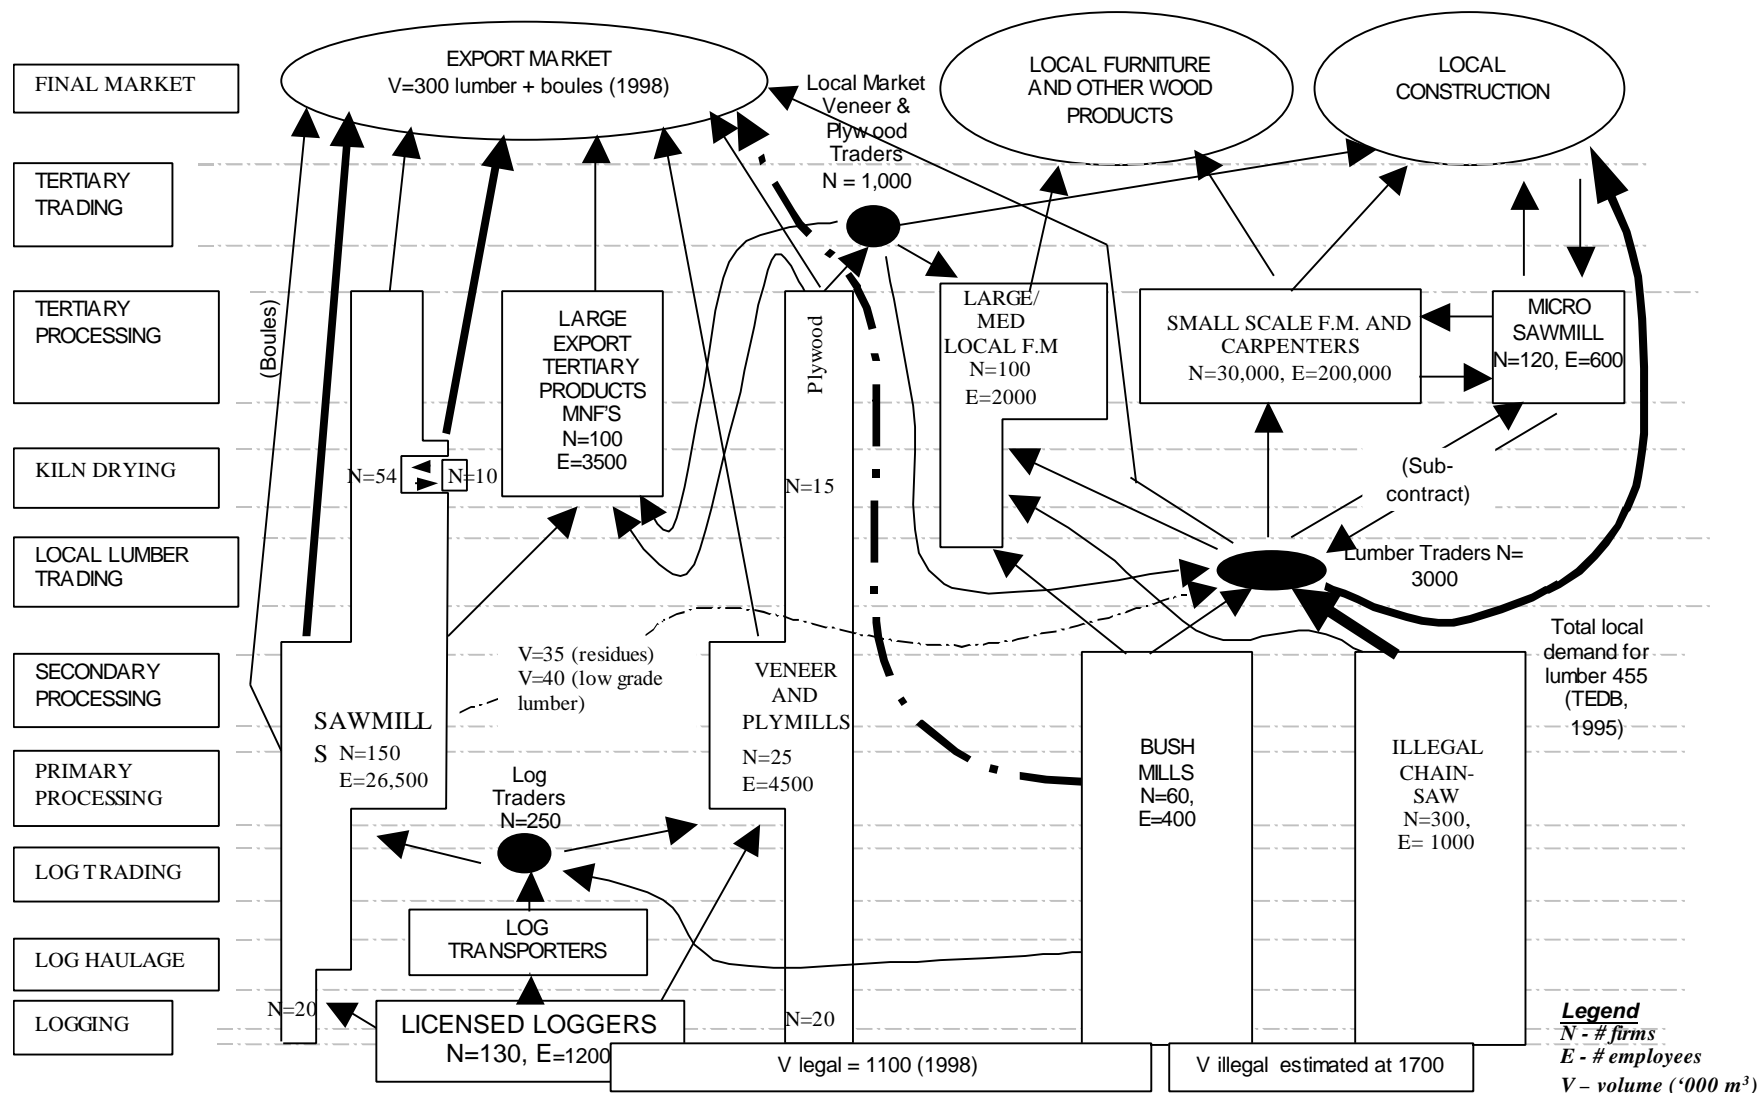 EXPORT MARKET
V=300 lumber + boules (1998)
Local Market
Veneer &
Plywood
Traders
N = 1,000
LOCAL FURNITURE
AND OTHER WOOD
PRODUCTS
LOCAL
CONSTRUCTION
FINAL MARKET
TERTIARY
TRADING
TERTIARY
PROCESSING
(Boules)
LARGE
EXPORT
TERTIARY
PRODUCTS
MNF'S
N=100
E=3500
Plywood
LARGE/
MED
LOCAL F.M
N=100
E=2000
SMALL SCALE F.M. AND
CARPENTERS
N=30,000, E=200,000
MICRO
SAWMILL
N=120, E=600
KILN DRYING
N=54
N=10
N=15
(Sub-
contract)
LOCAL LUMBER
TRADING
Lumber Traders N=
3000
SECONDARY
PROCESSING
V=35 (residues)
V=40 (low grade
lumber)
Total local
demand for
lumber 455
(TEDB,
1995)
SAWMILL
S N=150
E=26,500
VENEER
AND
PLYMILLS
N=25
E=4500
BUSH
MILLS
N=60,
E=400
ILLEGAL
CHAIN-
SAW
N=300,
E= 1000
PRIMARY
PROCESSING
Log
Traders
N=250
LOG TRADING
LOG
TRANSPORTERS
LOG HAULAGE
LOGGING
N=20
LICENSED LOGGERS
N=130, E=1200
N=20
V legal = 1100 (1998)
V illegal estimated at 1700
Legend
N - # firms
E - # employees
V – volume (‘000 m³)